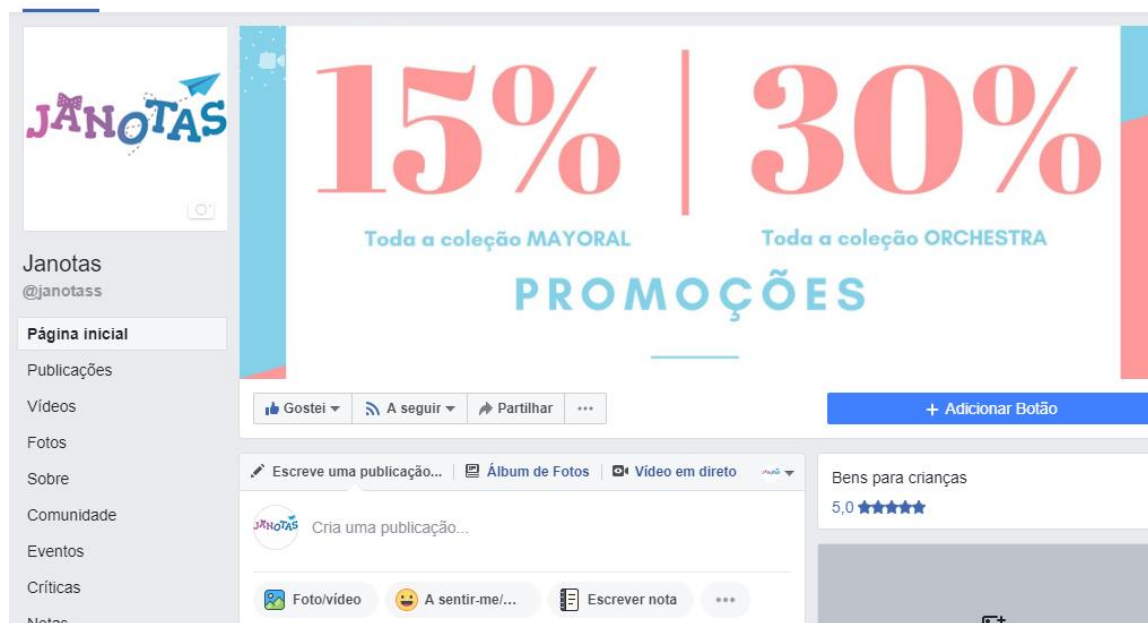 JANOTAS
Janotas
@janotass
Página inicial
Publicações
Vídeos
Fotos
Sobre
Comunidade
Eventos
Críticas
Notas
15% | 30%
Toda a coleção MAYORAL
Toda a coleção ORCHESTRA
PROMOÇÕES
Gostei
A seguir
Partilhar
+ Adicionar Botão
Escreve uma publicação...
Álbum de Fotos
Vídeo em direto
JANOTAS
Cria uma publicação...
Foto/vídeo
A sentir-me/...
Escrever nota
Bens para crianças
5,0